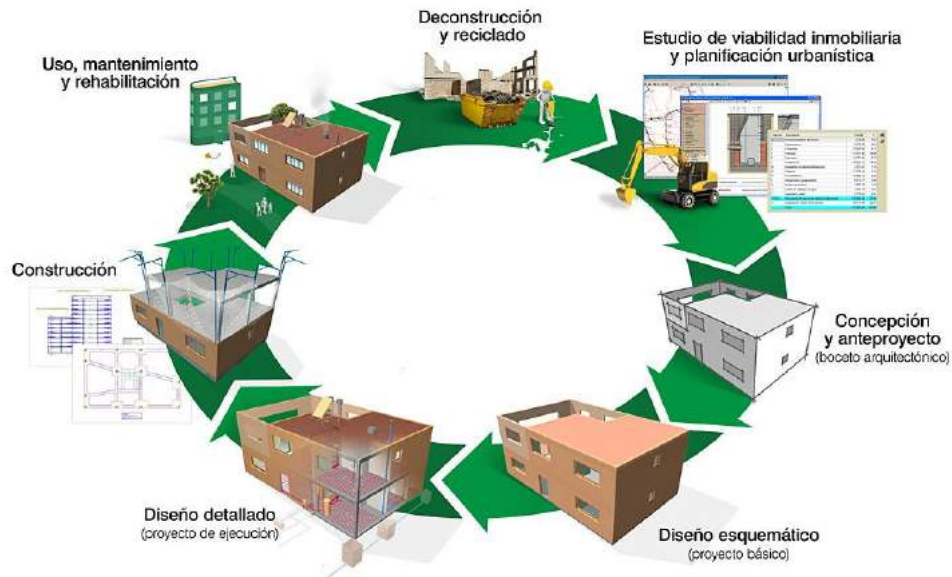 Deconstrucción
y reciclado
Estudio de viabilidad inmobiliaria
y planificación urbanística
Uso, mantenimiento
y rehabilitación
Construcción
Concepción
y anteproyecto
(boceto arquitectónico)
Diseño detallado
(proyecto de ejecución)
Diseño esquemático
(proyecto básico)